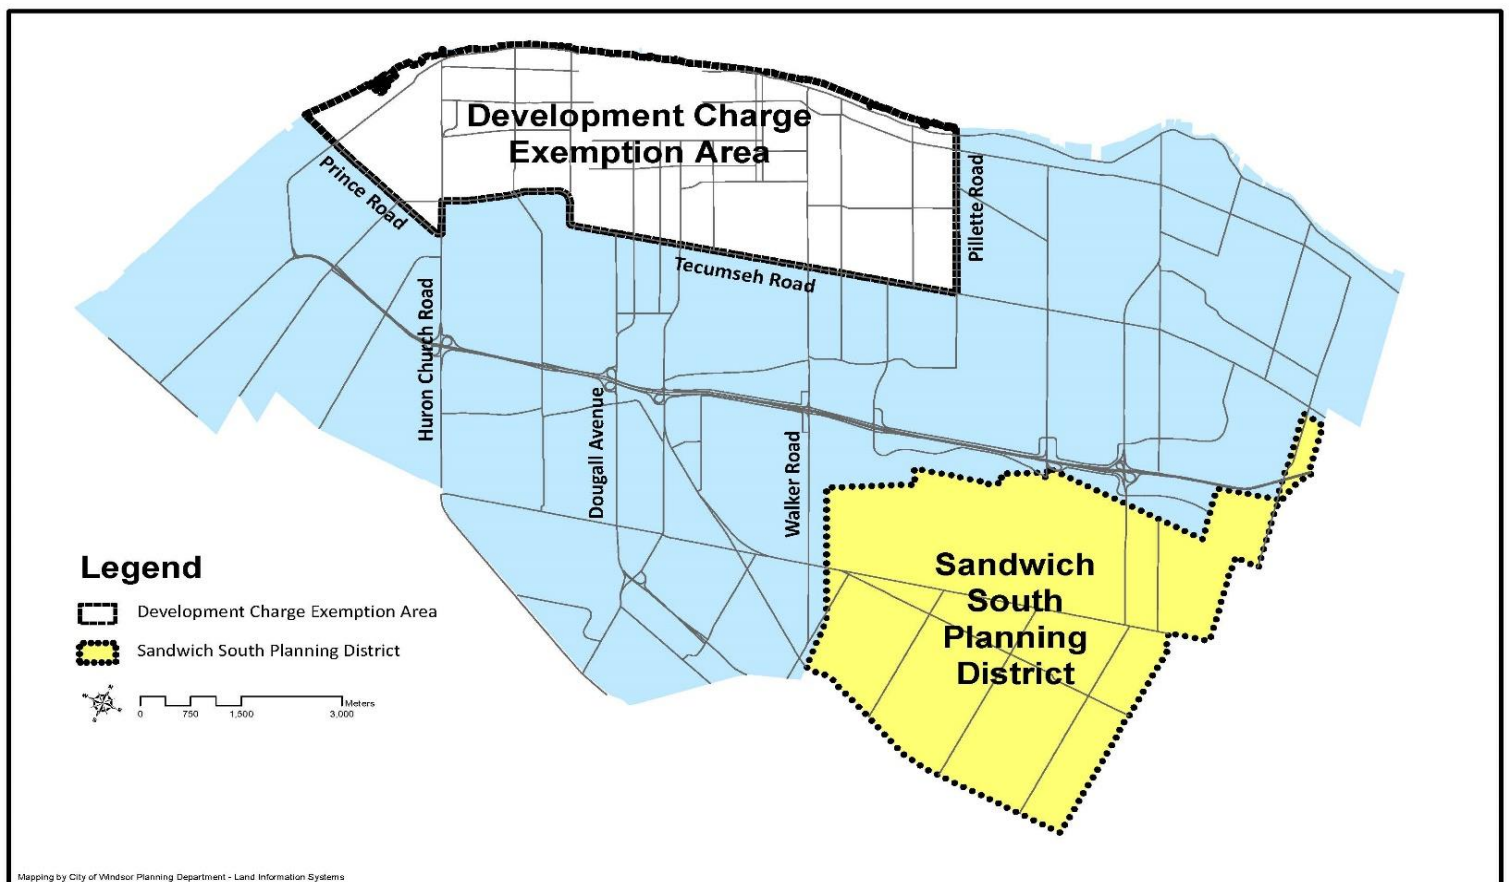 Development Charge
Exemption Area
Prince Road
Pillette Road
Tecumseh Road
Huron Church Road
Dougall Avenue
Walker Road
Sandwich
South
Planning
District
Legend
Development Charge Exemption Area
Sandwich South Planning District
Meters
0 750 1,500 3,000
Mapping by City of Windsor Planning Department - Land Information Systems